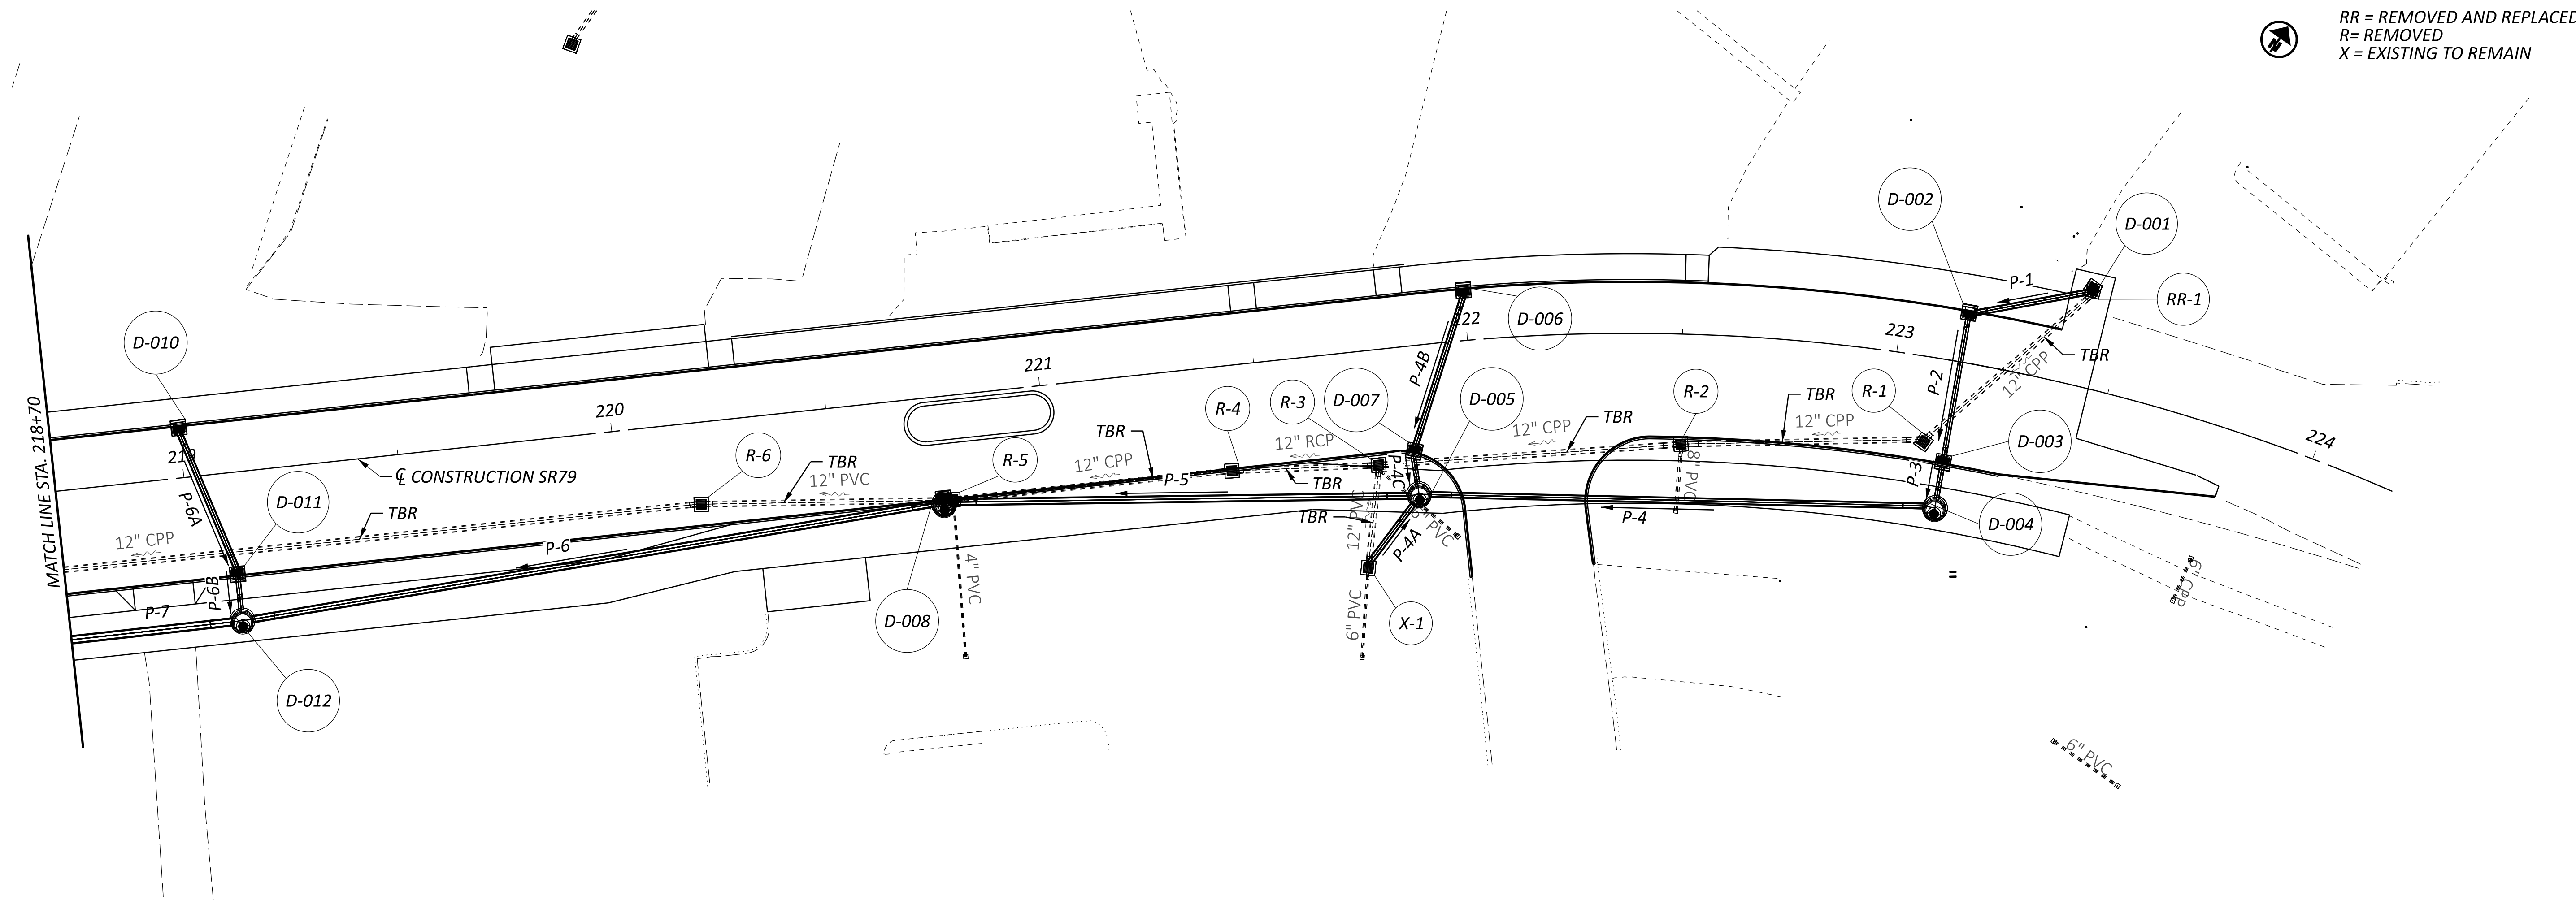 RR = REMOVED AND REPLACED
R= REMOVED
X = EXISTING TO REMAIN
N
D-002
D-001
P-1
RR-1
D-006
D-010
222
223
TBR
12" CPP
P-4B
P-2
221
R-3
D-007
D-005
R-2
R-1
220
R-4
TBR
12" CPP
TBR
12" CPP
D-003
224
MATCH LINE STA. 218+70
219
℄ CONSTRUCTION SR79
R-6
TBR
12" PVC
R-5
TBR
12" CPP
P-5
12" RCP
TBR
P-4C
8" PVC
P-3
P-6A
D-011
TBR
12" CPP
P-6
TBR
12" PVC
PVC
P-4A
P-4
D-004
P-7
P-6B
D-008
4" PVC
6" PVC
X-1
6" CPP
D-012
6" PVC